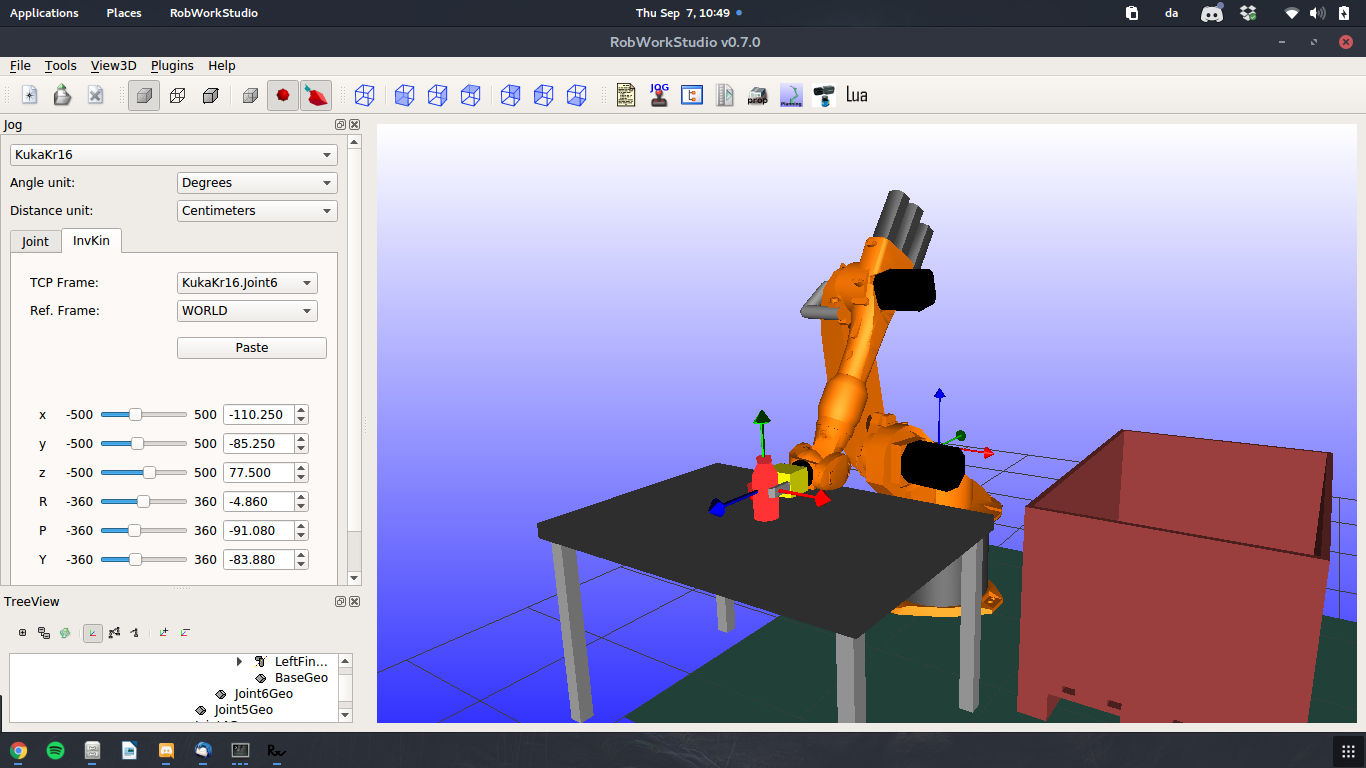 Applications Places RobWorkStudio Thu Sep 7, 10:49 da
RobWorkStudio v0.7.0
File Tools View3D Plugins Help
JOG prop Planning Lua
Jog
KukaKr16
Angle unit: Degrees
Distance unit: Centimeters
Joint InvKin
TCP Frame: KukaKr16.Joint6
Ref. Frame: WORLD
Paste
x -500 500 -110.250
y -500 500 -85.250
z -500 500 77.500
R -360 360 -4.860
P -360 360 -91.080
Y -360 360 -83.880
TreeView
LeftFin...
BaseGeo
Joint6Geo
Joint5Geo